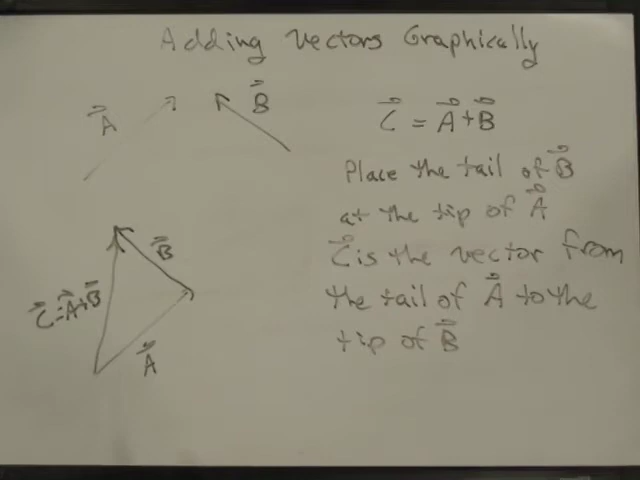 Adding Vectors Graphically
A⃗
B⃗
C⃗ = A⃗+B⃗
Place the tail of B⃗
at the tip of A⃗
C⃗ is the vector from
the tail of A⃗ to the
tip of B⃗
B⃗
C⃗=A⃗+B⃗
A⃗